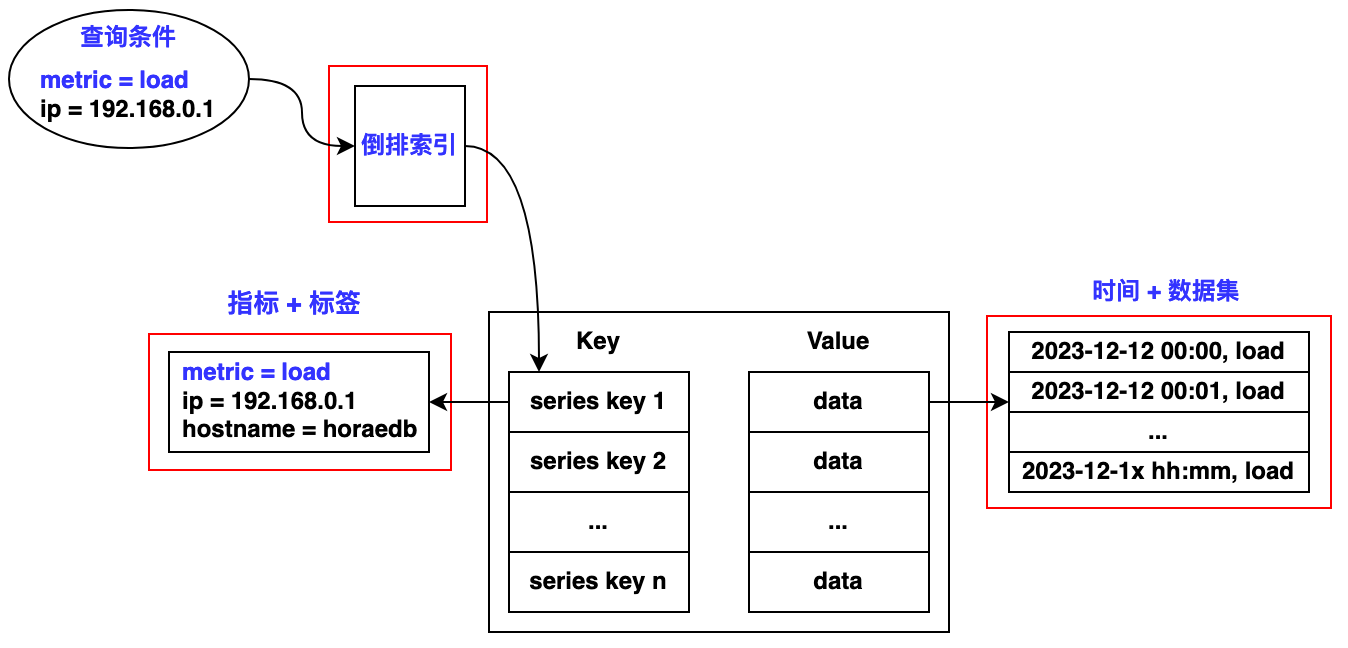 查询条件
metric = load
ip = 192.168.0.1
倒排索引
指标 + 标签
metric = load
ip = 192.168.0.1
hostname = horaedb
Key
series key 1
series key 2
...
series key n
Value
data
data
...
data
时间 + 数据集
2023-12-12 00:00, load
2023-12-12 00:01, load
...
2023-12-1x hh:mm, load